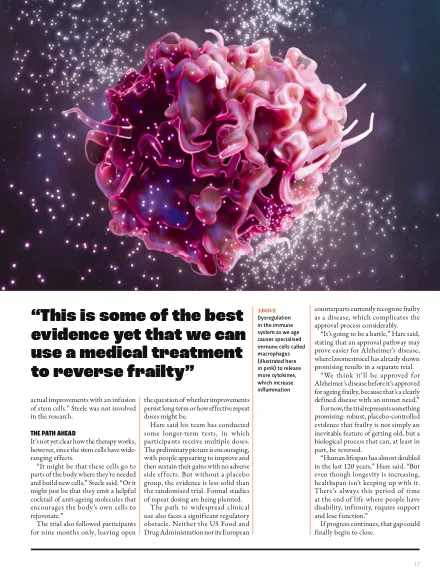 “This is some of the best
evidence yet that we can
use a medical treatment
to reverse frailty”
ABOVE
Dysregulation
in the immune
system as we age
causes specialised
immune cells called
macrophages
(illustrated here
in pink) to release
more cytokines,
which increase
inflammation
actual improvements with an infusion
of stem cells.” Steele was not involved
in the research.
THE PATH AHEAD
It’s not yet clear how the therapy works,
however, since the stem cells have wide-
ranging effects.
“It might be that these cells go to
parts of the body where they’re needed
and build new cells,” Steele said. “Or it
might just be that they emit a helpful
cocktail of anti-ageing molecules that
encourages the body’s own cells to
rejuvenate.”
The trial also followed participants
for nine months only, leaving open
the question of whether improvements
persist long-term or how effective repeat
doses might be.
Hare said his team has conducted
some longer-term tests, in which
participants receive multiple doses.
The preliminary picture is encouraging,
with people appearing to improve and
then sustain their gains with no adverse
side effects. But without a placebo
group, the evidence is less solid than
the randomised trial. Formal studies
of repeat dosing are being planned.
The path to widespread clinical
use also faces a significant regulatory
obstacle. Neither the US Food and
Drug Administration nor its European
counterparts currently recognise frailty
as a disease, which complicates the
approval process considerably.
“It’s going to be a battle,” Hare said,
stating that an approval pathway may
prove easier for Alzheimer’s disease,
where laromestrocel has already shown
promising results in a separate trial.
“We think it’ll be approved for
Alzheimer’s disease before it’s approved
for ageing frailty, because that’s a clearly
defined disease with an unmet need.”
For now, the trial represents something
promising: robust, placebo-controlled
evidence that frailty is not simply an
inevitable feature of getting old, but a
biological process that can, at least in
part, be reversed.
“Human lifespan has almost doubled
in the last 120 years,” Hare said. “But
even though longevity is increasing,
healthspan isn’t keeping up with it.
There’s always this period of time
at the end of life where people have
disability, infirmity, require support
and lose function.”
If progress continues, that gap could
finally begin to close.
17